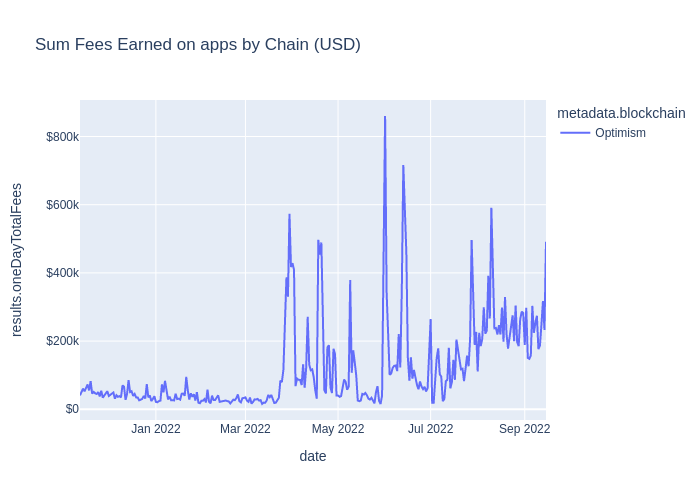 Sum Fees Earned on apps by Chain (USD)
metadata.blockchain
Optimism
results.oneDayTotalFees
$800k
$600k
$400k
$200k
$0
Jan 2022
Mar 2022
May 2022
Jul 2022
Sep 2022
date